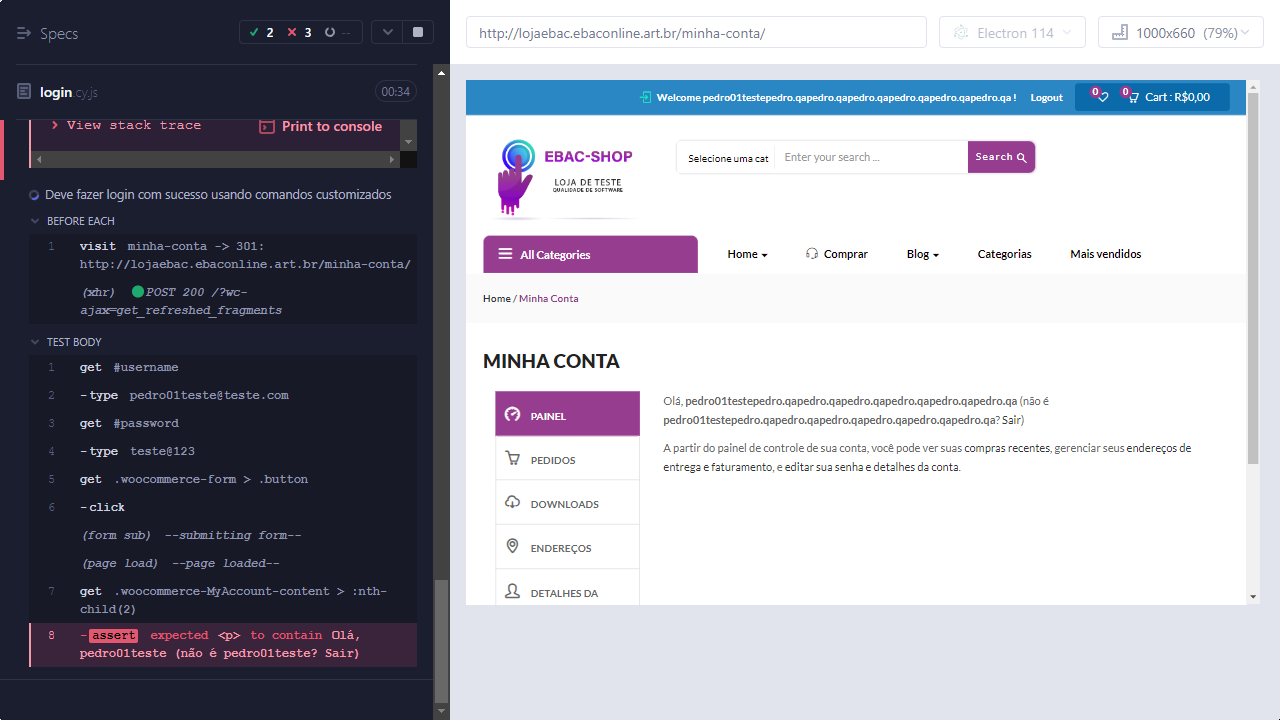 Specs
2
3
--
login.cy.js
00:34
View stack trace
Print to console
Deve fazer login com sucesso usando comandos customizados
BEFORE EACH
1 visit minha-conta -> 301:
http://lojaebac.ebaconline.art.br/minha-conta/
(xhr) POST 200 /?wc-
ajax=get_refreshed_fragments
TEST BODY
1 get #username
2 -type pedro01teste@teste.com
3 get #password
4 -type teste@123
5 get .woocommerce-form > .button
6 -click
(form sub) --submitting form--
(page load) --page loaded--
7 get .woocommerce-MyAccount-content > :nth-
child(2)
8 -assert expected <p> to contain Olá,
pedro01teste (não é pedro01teste? Sair)
http://lojaebac.ebaconline.art.br/minha-conta/
Electron 114
1000x660 (79%)
Welcome pedro01testepedro.qapedro.qapedro.qapedro.qapedro.qapedro.qa !
Logout
0
0
Cart : R$0,00
EBAC-SHOP
LOJA DE TESTE
QUALIDADE DE SOFTWARE
Selecione uma cat
Enter your search ...
Search
All Categories
Home
Comprar
Blog
Categorias
Mais vendidos
Home / Minha Conta
MINHA CONTA
PAINEL
PEDIDOS
DOWNLOADS
ENDEREÇOS
DETALHES DA
Olá, pedro01testepedro.qapedro.qapedro.qapedro.qapedro.qapedro.qa (não é
pedro01testepedro.qapedro.qapedro.qapedro.qapedro.qapedro.qa? Sair)
A partir do painel de controle de sua conta, você pode ver suas compras recentes, gerenciar seus endereços de
entrega e faturamento, e editar sua senha e detalhes da conta.